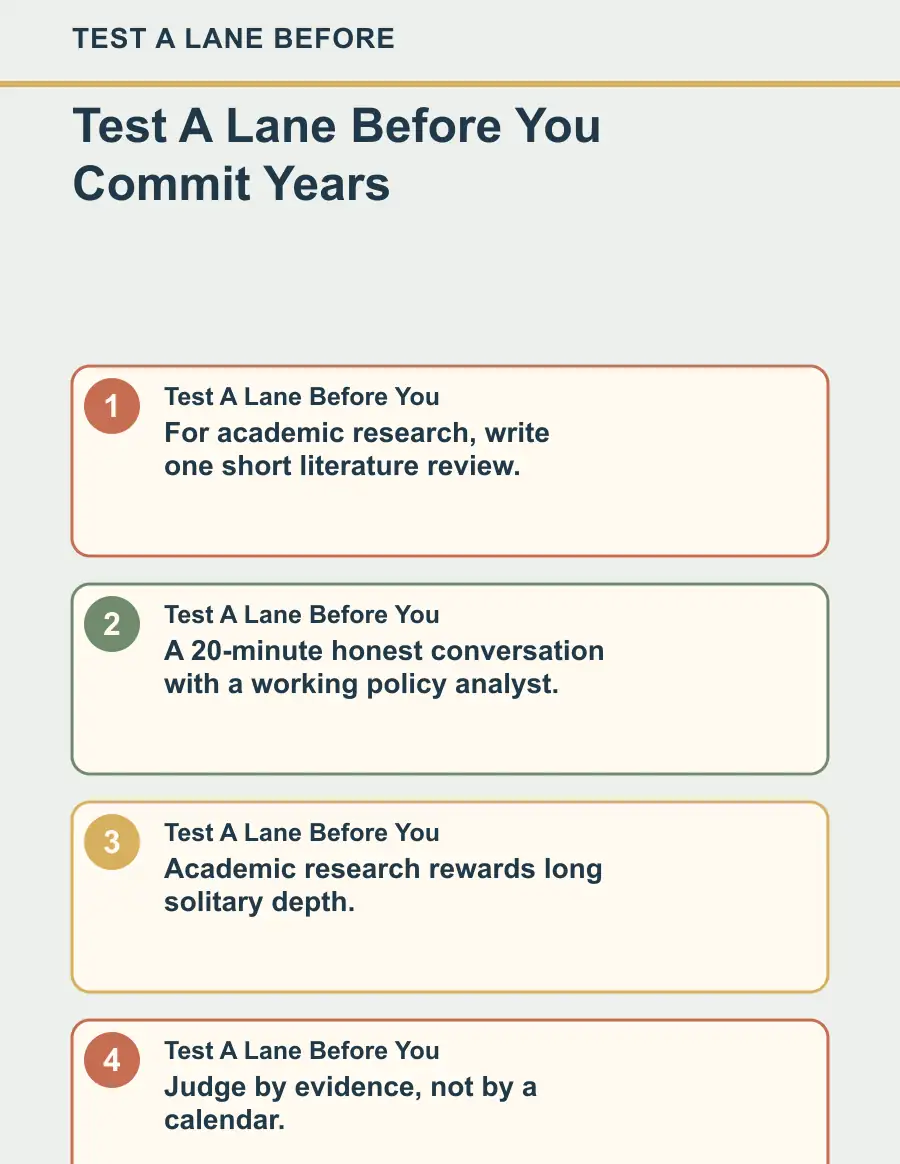 TEST A LANE BEFORE
Test A Lane Before You
Commit Years
1
Test A Lane Before You
For academic research, write
one short literature review.
2
Test A Lane Before You
A 20-minute honest conversation
with a working policy analyst.
3
Test A Lane Before You
Academic research rewards long
solitary depth.
4
Test A Lane Before You
Judge by evidence, not by a
calendar.